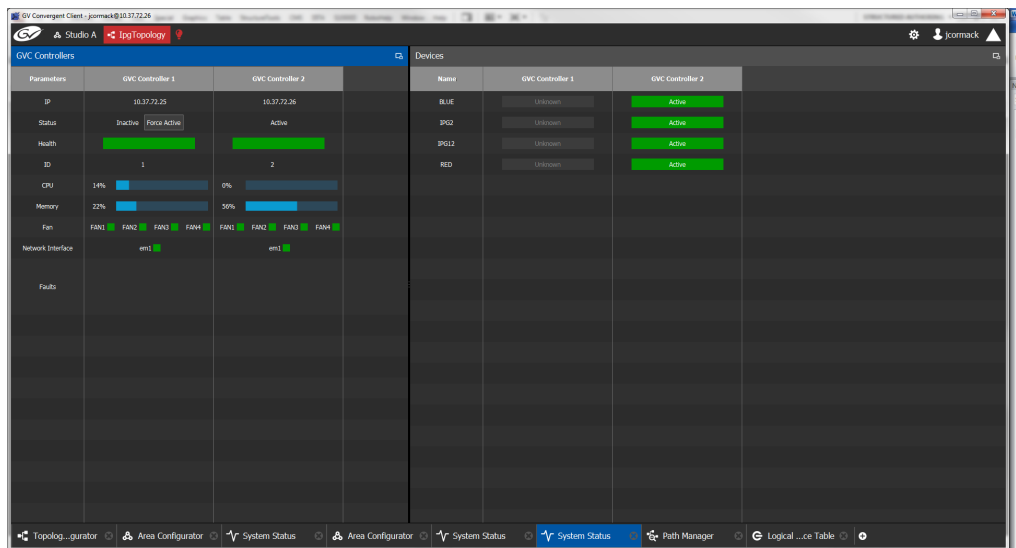 GV Convergent Client - jcormack@10.37.72.26
GV Studio A IpgTopology jcormack
GVC Controllers Devices
Parameters GVC Controller 1 GVC Controller 2 Name GVC Controller 1 GVC Controller 2
IP 10.37.72.25 10.37.72.26 BLUE Unknown Active
Status Inactive Force Active Active IPG2 Unknown Active
Health IPG12 Unknown Active
ID 1 2 RED Unknown Active
CPU 14% 0%
Memory 22% 56%
Fan FAN1 FAN2 FAN3 FAN4 FAN1 FAN2 FAN3 FAN4
Network Interface em1 em1
Faults
Topolog...gurator Area Configurator System Status Area Configurator System Status System Status Path Manager Logical ...ce Table